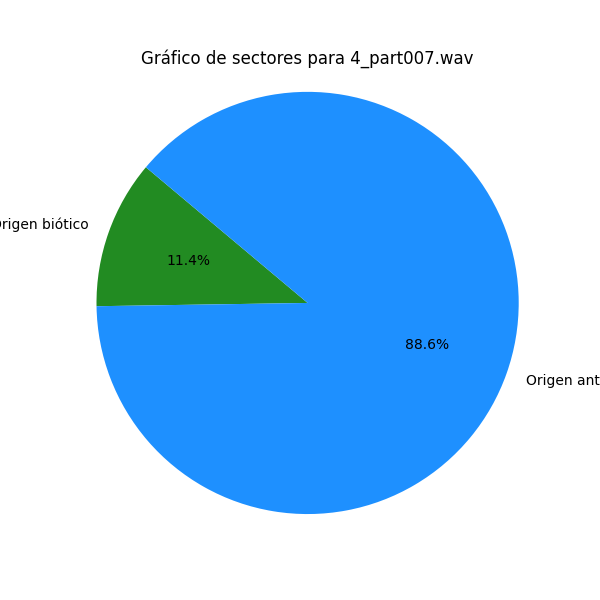 Gráfico de sectores para 4_part007.wav
rigen biótico
11.4%
88.6%
Origen ant